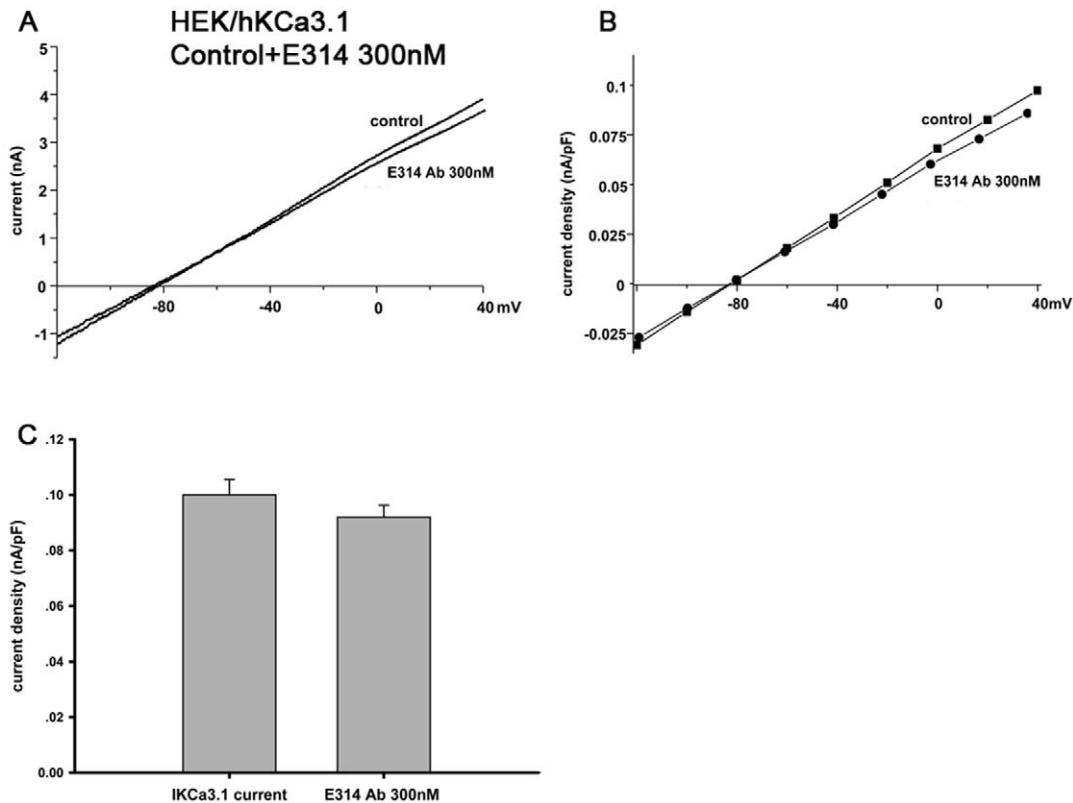 A
HEK/hKCa3.1
Control+E314 300nM
5
4
3
2
1
0
-1
current (nA)
-80
-40
0
40 mV
control
E314 Ab 300nM
B
0.1
0.075
0.05
0.025
0
-0.025
current density (nA/pF)
-80
-40
0
40 mV
control
E314 Ab 300nM
C
.12
.10
.08
.06
.04
.02
0.00
current density (nA/pF)
IKCa3.1 current
E314 Ab 300nM